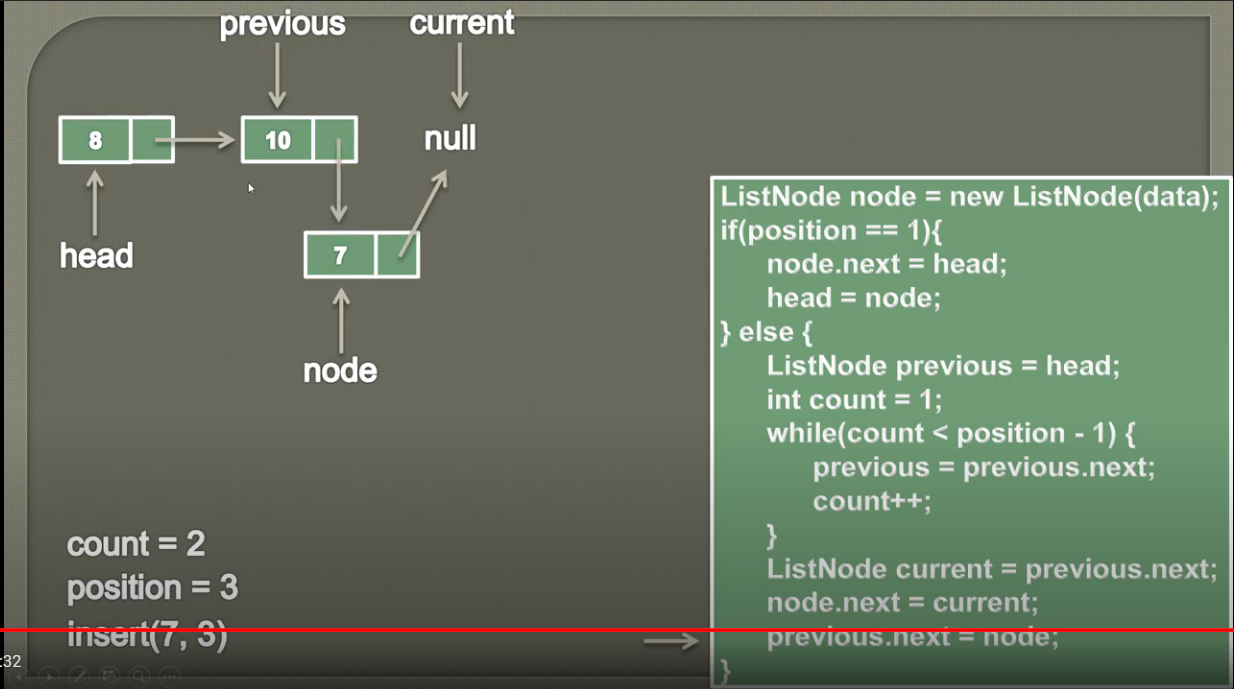 previous current
8 10 null
head
7
node
ListNode node = new ListNode(data);
if(position == 1){
node.next = head;
head = node;
} else {
ListNode previous = head;
int count = 1;
while(count < position - 1) {
previous = previous.next;
count++;
}
ListNode current = previous.next;
node.next = current;
previous.next = node;
}
count = 2
position = 3
insert(7, 3)
:32